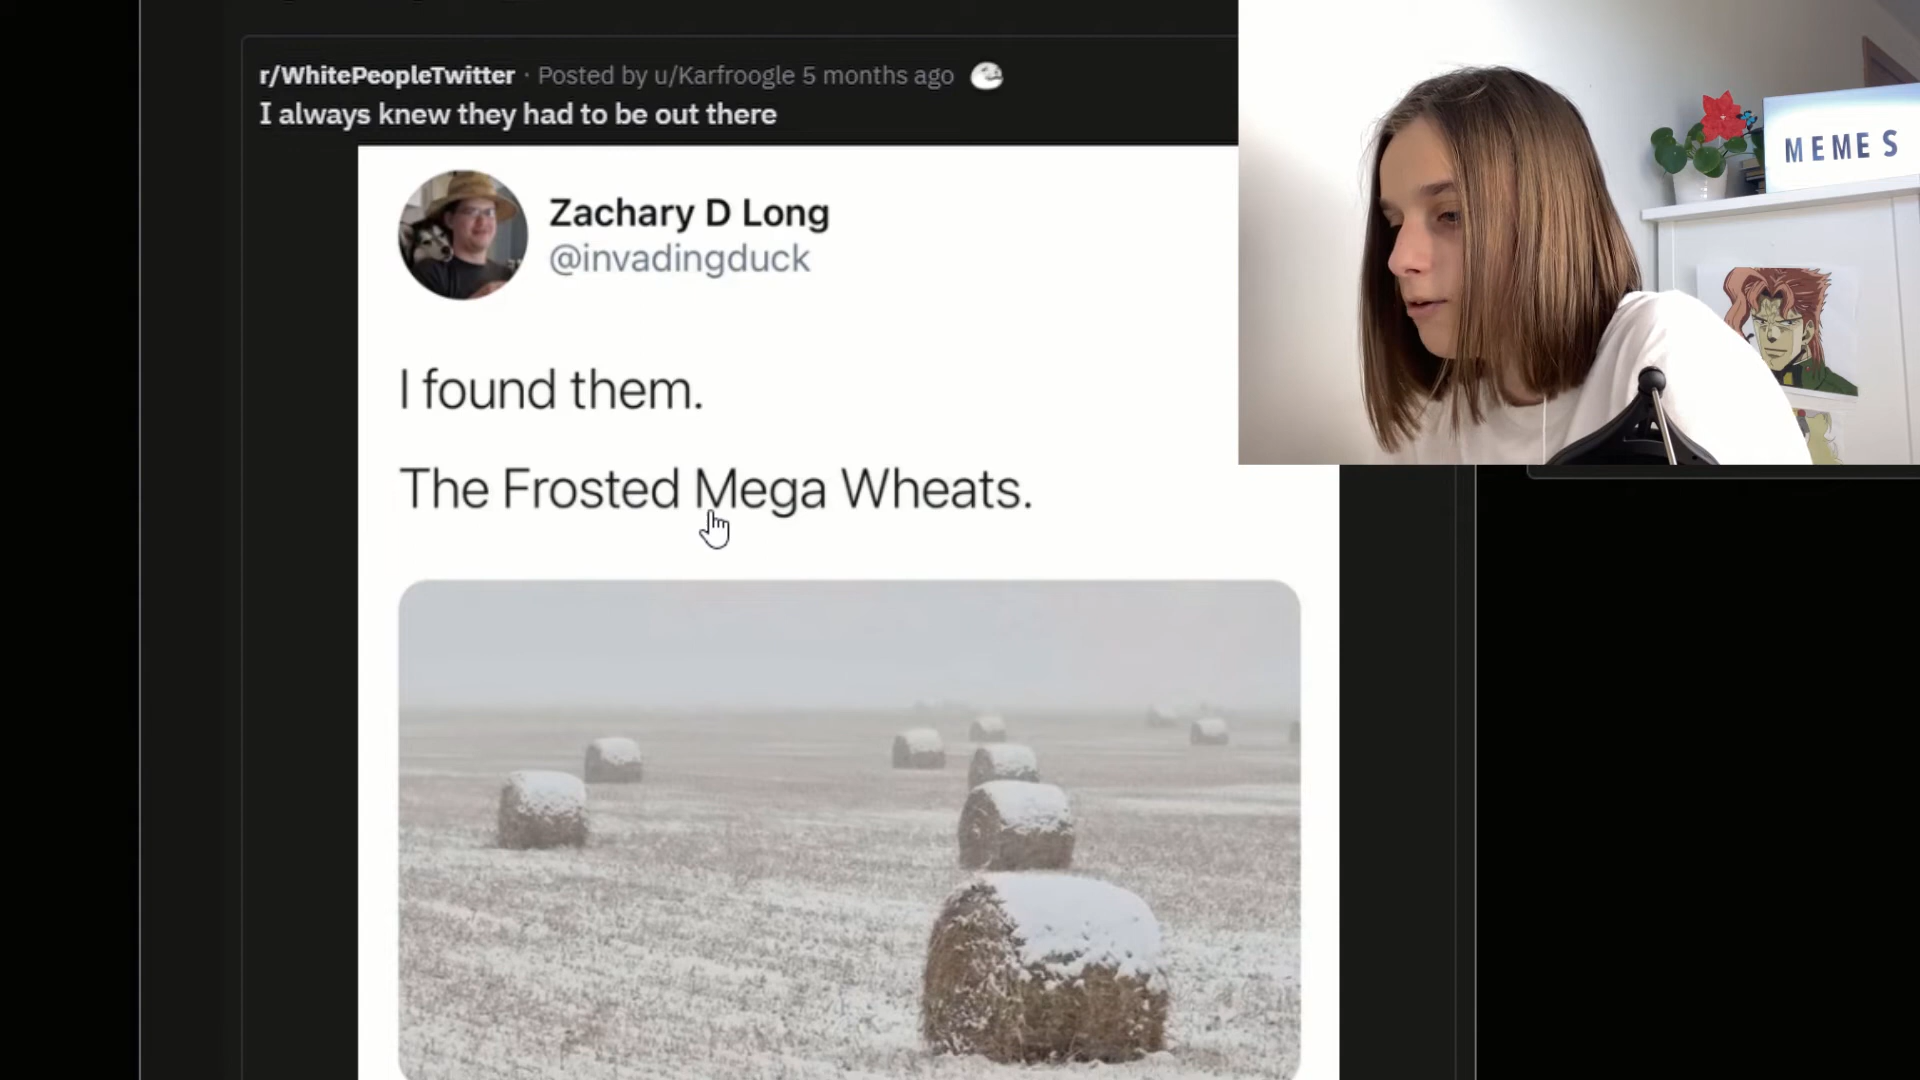 r/WhitePeopleTwitter · Posted by u/Karfroogle 5 months ago
I always knew they had to be out there
Zachary D Long
@invadingduck
I found them.
The Frosted Mega Wheats.
MEMES